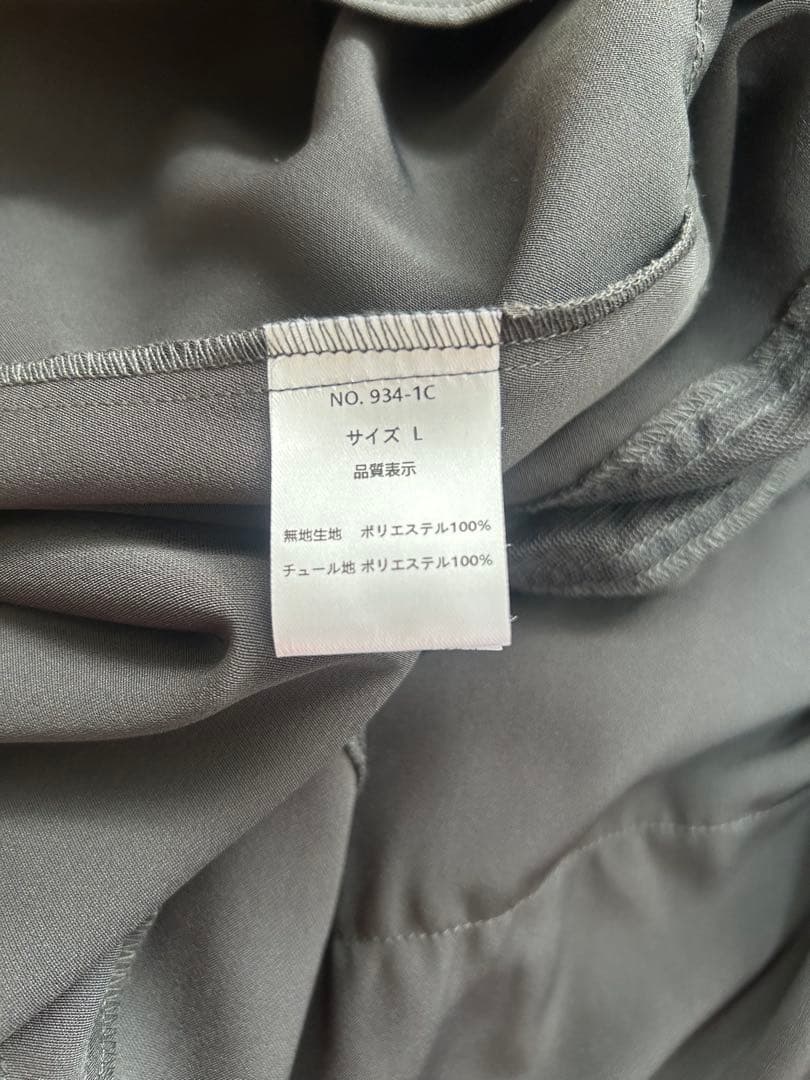 NO. 934-1C
サイズ L
品質表示
無地生地 ポリエステル100%
チュール地 ポリエステル100%